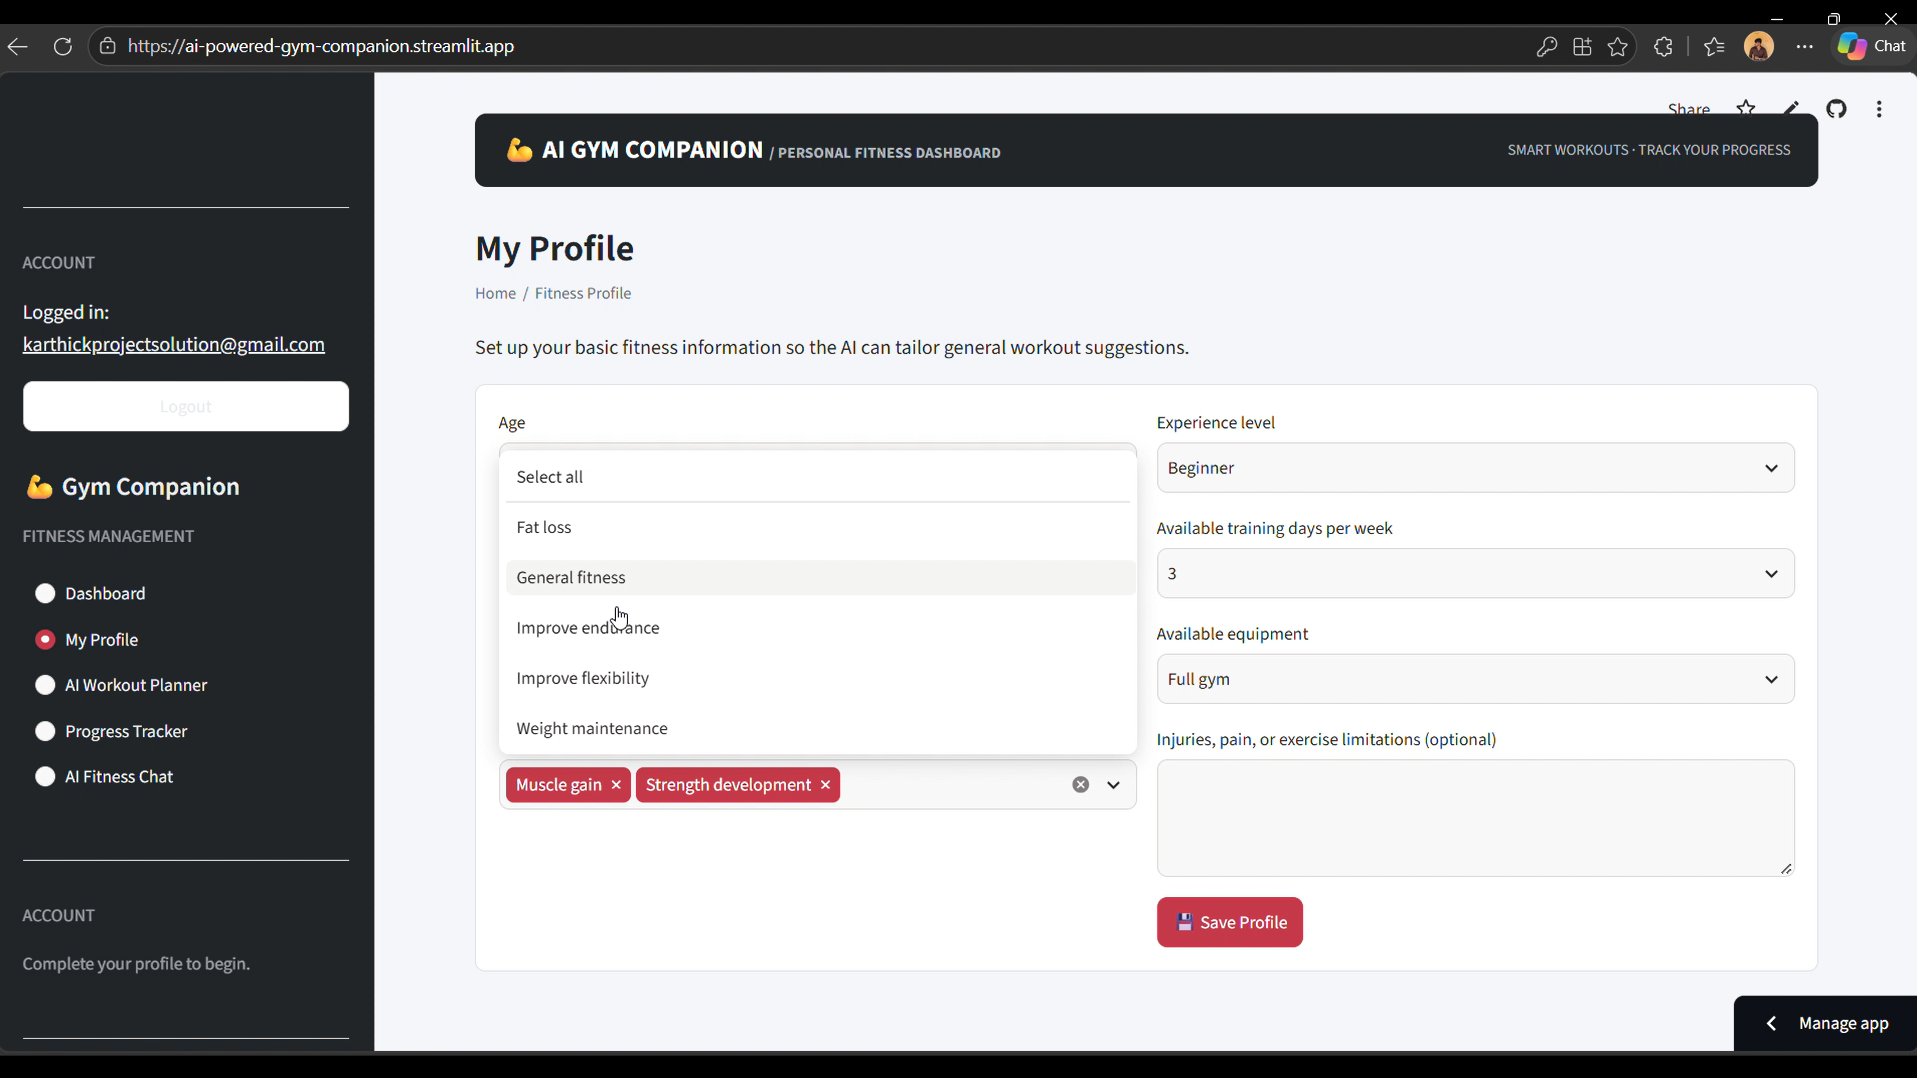 https://ai-powered-gym-companion.streamlit.app
Chat
Share
💪 AI GYM COMPANION / PERSONAL FITNESS DASHBOARD
SMART WORKOUTS · TRACK YOUR PROGRESS
ACCOUNT
Logged in:
karthickprojectsolution@gmail.com
Logout
💪 Gym Companion
FITNESS MANAGEMENT
Dashboard
My Profile
AI Workout Planner
Progress Tracker
AI Fitness Chat
ACCOUNT
Complete your profile to begin.
My Profile
Home / Fitness Profile
Set up your basic fitness information so the AI can tailor general workout suggestions.
Age
Select all
Fat loss
General fitness
Improve endurance
Improve flexibility
Weight maintenance
Muscle gain
Strength development
Experience level
Beginner
Available training days per week
3
Available equipment
Full gym
Injuries, pain, or exercise limitations (optional)
💾 Save Profile
Manage app